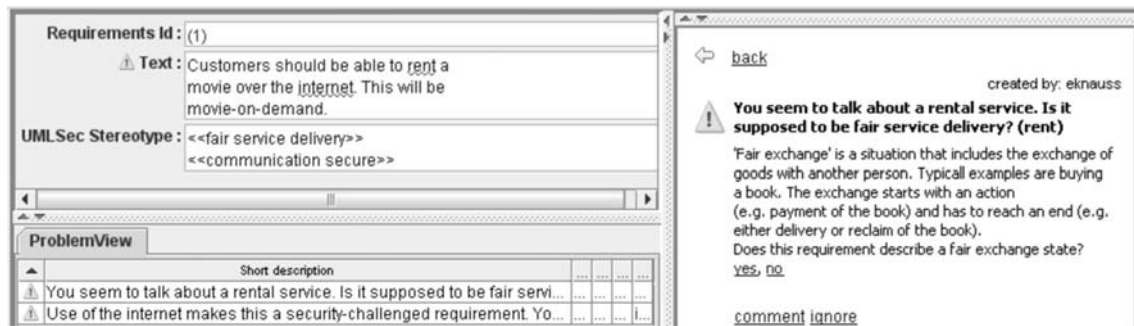 Requirements Id : (1)
Text : Customers should be able to rent a
movie over the internet. This will be
movie-on-demand.
UMLSec Stereotype : <<fair service delivery>>
<<communication secure>>
ProblemView
Short description ... ... ... ...
You seem to talk about a rental service. Is it supposed to be fair servi... ... ... ... ...
Use of the internet makes this a security-challenged requirement. Yo... ... ... ... i...
back
created by: eknauss
You seem to talk about a rental service. Is it
supposed to be fair service delivery? (rent)
'Fair exchange' is a situation that includes the exchange of
goods with another person. Typicall examples are buying
a book. The exchange starts with an action
(e.g. payment of the book) and has to reach an end (e.g.
either delivery or reclaim of the book).
Does this requirement describe a fair exchange state?
yes, no
comment ignore